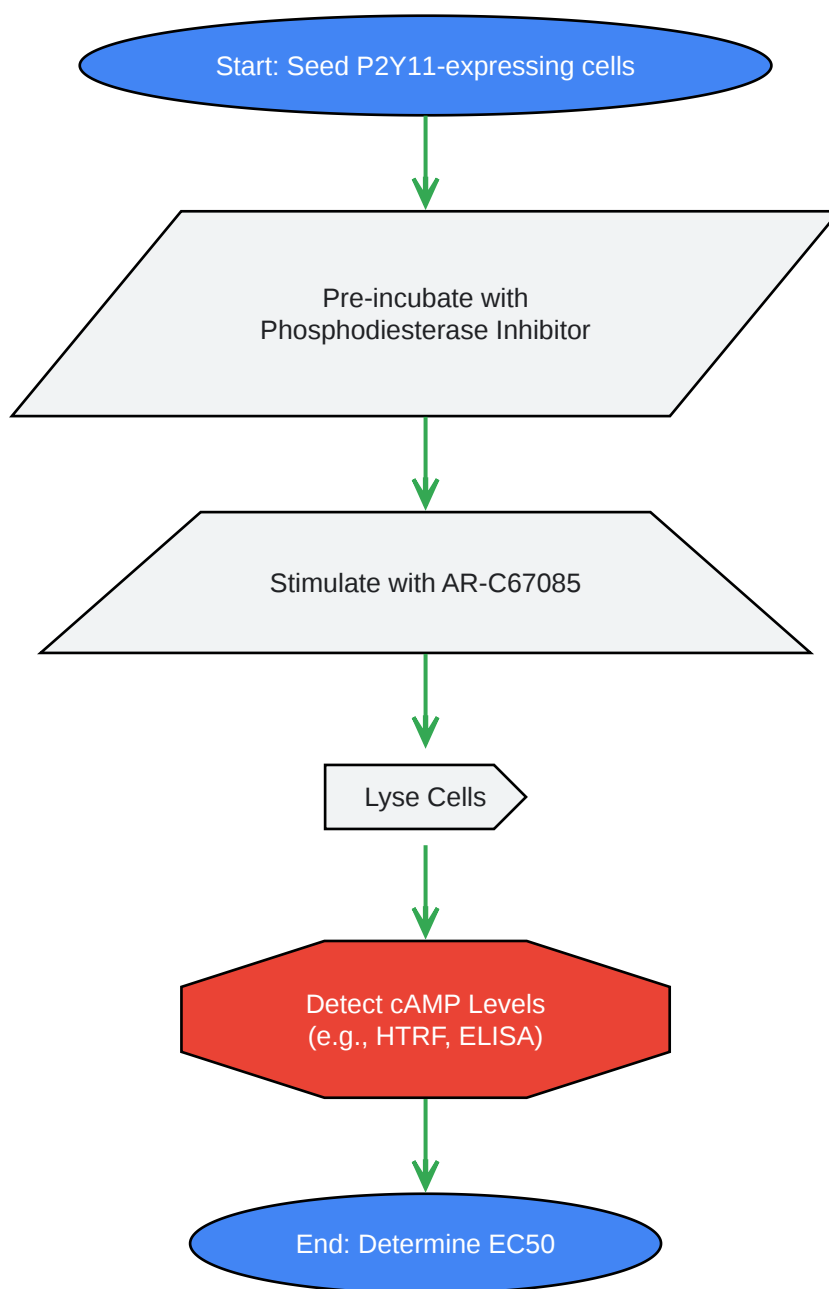 Start: Seed P2Y11-expressing cells
Pre-incubate with
Phosphodiesterase Inhibitor
Stimulate with AR-C67085
Lyse Cells
Detect cAMP Levels
(e.g., HTRF, ELISA)
End: Determine EC50